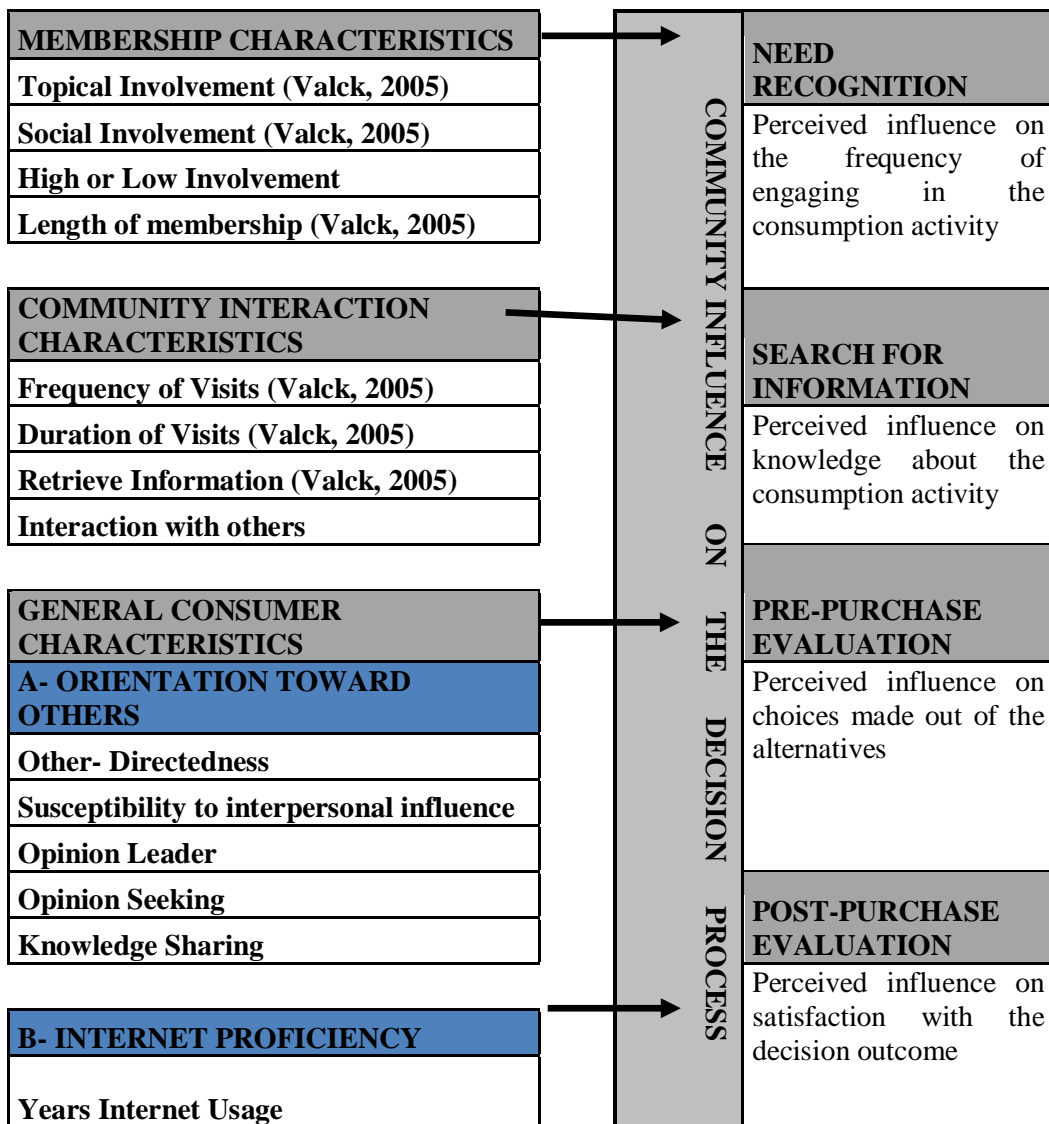 MEMBERSHIP CHARACTERISTICS
Topical Involvement (Valck, 2005)
Social Involvement (Valck, 2005)
High or Low Involvement
Length of membership (Valck, 2005)
COMMUNITY INTERACTION
CHARACTERISTICS
Frequency of Visits (Valck, 2005)
Duration of Visits (Valck, 2005)
Retrieve Information (Valck, 2005)
Interaction with others
GENERAL CONSUMER
CHARACTERISTICS
A- ORIENTATION TOWARD
OTHERS
Other- Directedness
Susceptibility to interpersonal influence
Opinion Leader
Opinion Seeking
Knowledge Sharing
B- INTERNET PROFICIENCY
Years Internet Usage
COMMUNITY INFLUENCE ON THE DECISION PROCESS
NEED
RECOGNITION
Perceived influence on
the frequency of
engaging in the
consumption activity
SEARCH FOR
INFORMATION
Perceived influence on
knowledge about the
consumption activity
PRE-PURCHASE
EVALUATION
Perceived influence on
choices made out of the
alternatives
POST-PURCHASE
EVALUATION
Perceived influence on
satisfaction with the
decision outcome